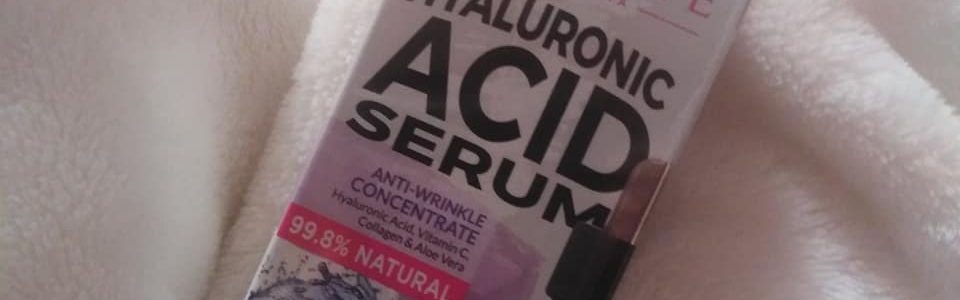 HYALURONIC
ACID
SERUM
ANTI-WRINKLE
CONCENTRATE
Hyaluronic Acid, Vitamin C,
Collagen & Aloe Vera
99.8% NATURAL